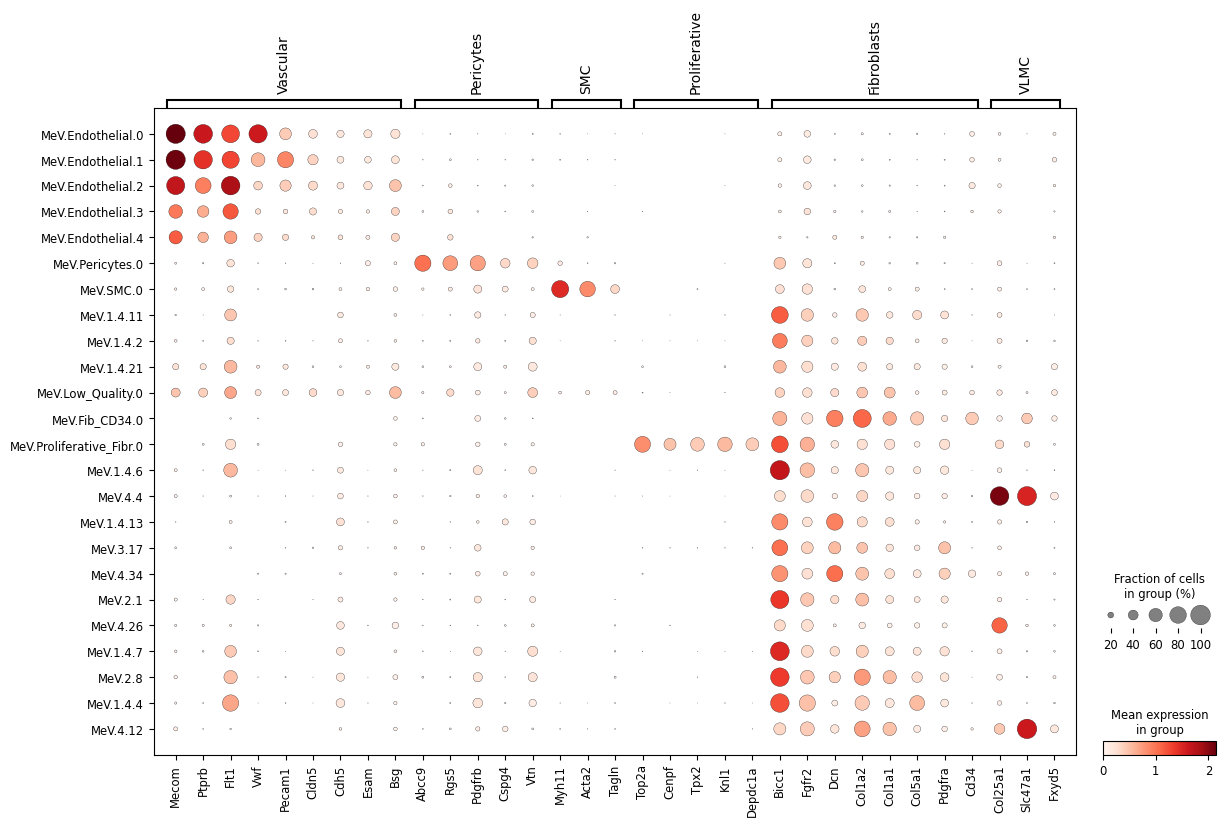 Vascular
Pericytes
SMC
Proliferative
Fibroblasts
VLMC
MeV.Endothelial.0
MeV.Endothelial.1
MeV.Endothelial.2
MeV.Endothelial.3
MeV.Endothelial.4
MeV.Pericytes.0
MeV.SMC.0
MeV.1.4.11
MeV.1.4.2
MeV.1.4.21
MeV.Low_Quality.0
MeV.Fib_CD34.0
MeV.Proliferative_Fibr.0
MeV.1.4.6
MeV.4.4
MeV.1.4.13
MeV.3.17
MeV.4.34
MeV.2.1
MeV.4.26
MeV.1.4.7
MeV.2.8
MeV.1.4.4
MeV.4.12
Mecom
Ptprb
Flt1
Vwf
Pecam1
Cldn5
Cdh5
Esam
Bsg
Abcc9
Rgs5
Pdgfrb
Cspg4
Vtn
Myh11
Acta2
Tagln
Top2a
Cenpf
Tpx2
Knl1
Depdc1a
Bicc1
Fgfr2
Dcn
Col1a2
Col1a1
Col5a1
Pdgfra
Cd34
Col25a1
Slc47a1
Fxyd5
Fraction of cells
in group (%)
20 40 60 80 100
Mean expression
in group
0 1 2